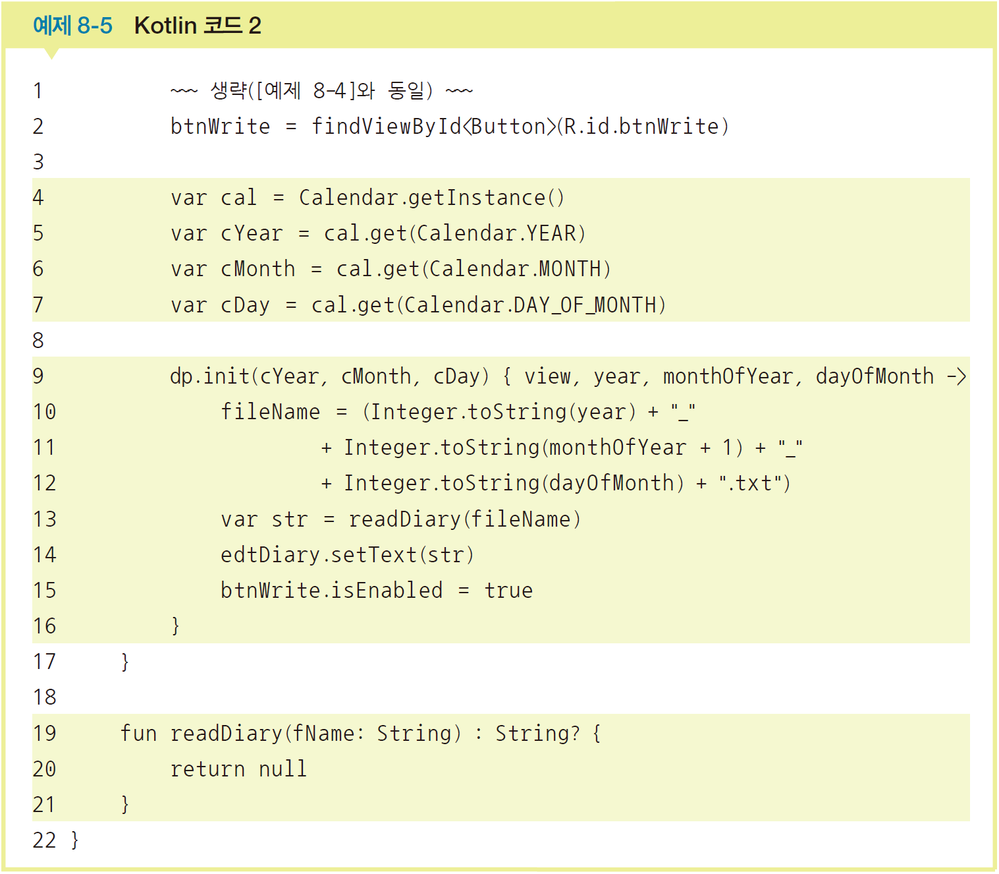 예제 8-5 Kotlin 코드 2
1 ~~~ 생략([예제 8-4]와 동일) ~~~
2 btnWrite = findViewById<Button>(R.id.btnWrite)
3
4 var cal = Calendar.getInstance()
5 var cYear = cal.get(Calendar.YEAR)
6 var cMonth = cal.get(Calendar.MONTH)
7 var cDay = cal.get(Calendar.DAY_OF_MONTH)
8
9 dp.init(cYear, cMonth, cDay) { view, year, monthOfYear, dayOfMonth ->
10 fileName = (Integer.toString(year) + "_"
11 + Integer.toString(monthOfYear + 1) + "_"
12 + Integer.toString(dayOfMonth) + ".txt")
13 var str = readDiary(fileName)
14 edtDiary.setText(str)
15 btnWrite.isEnabled = true
16 }
17 }
18
19 fun readDiary(fName: String) : String? {
20 return null
21 }
22 }